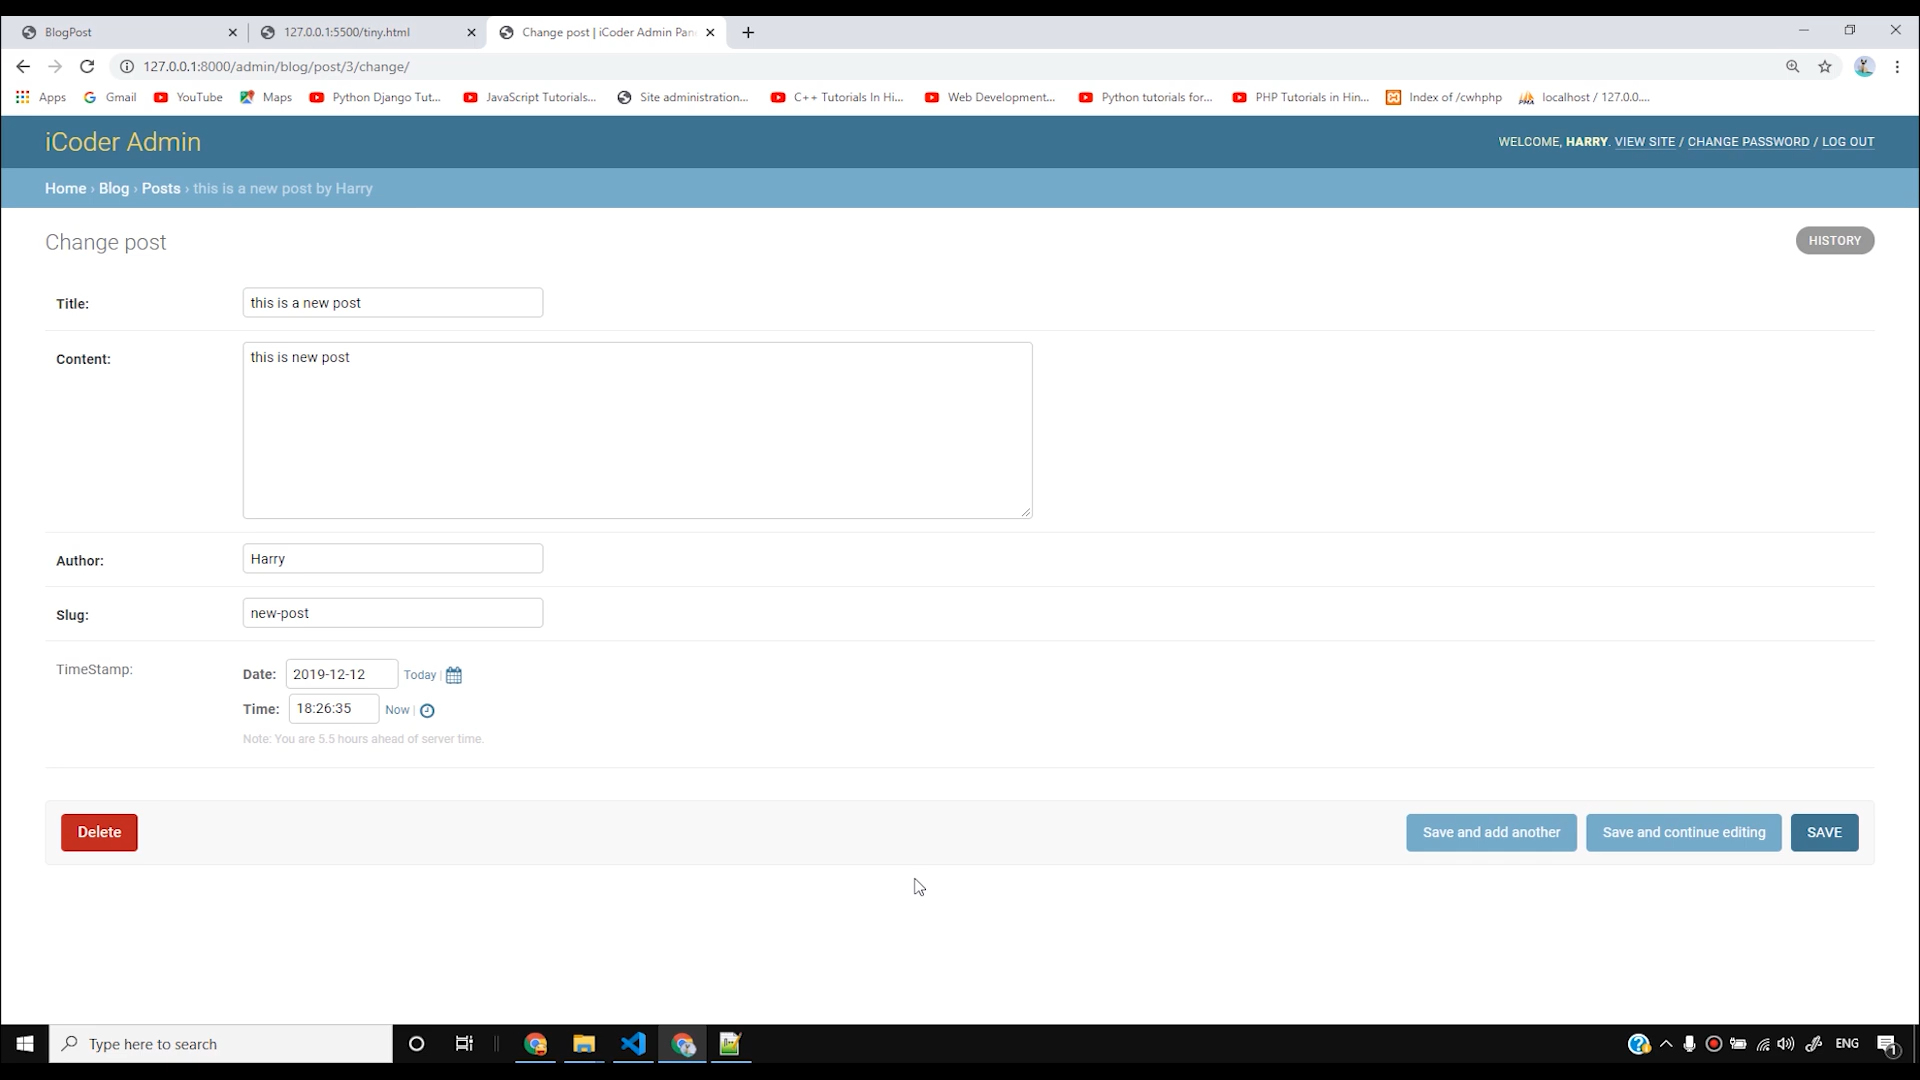 BlogPost
127.0.0.1:5500/tiny.html
Change post | iCoder Admin Pan
127.0.0.1:8000/admin/blog/post/3/change/
Apps
Gmail
YouTube
Maps
Python Django Tut...
JavaScript Tutorials...
Site administration...
C++ Tutorials In Hi...
Web Development...
Python tutorials for...
PHP Tutorials in Hin...
Index of /cwhphp
localhost / 127.0.0....
iCoder Admin
WELCOME, HARRY. VIEW SITE / CHANGE PASSWORD / LOG OUT
Home › Blog › Posts › this is a new post by Harry
Change post
HISTORY
Title:
this is a new post
Content:
this is new post
Author:
Harry
Slug:
new-post
TimeStamp:
Date: 2019-12-12 Today |
Time: 18:26:35 Now |
Note: You are 5.5 hours ahead of server time.
Delete
Save and add another
Save and continue editing
SAVE
Type here to search
ENG
1